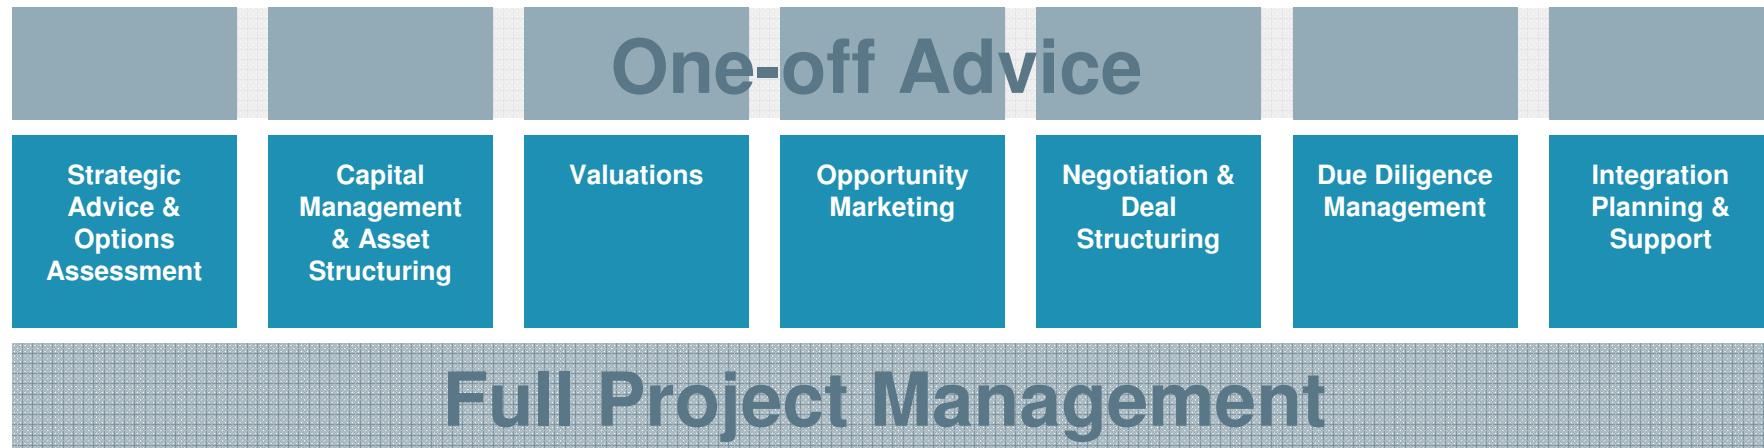 One-off Advice
Strategic
Advice &
Options
Assessment
Capital
Management
& Asset
Structuring
Valuations
Opportunity
Marketing
Negotiation &
Deal
Structuring
Due Diligence
Management
Integration
Planning &
Support
Full Project Management